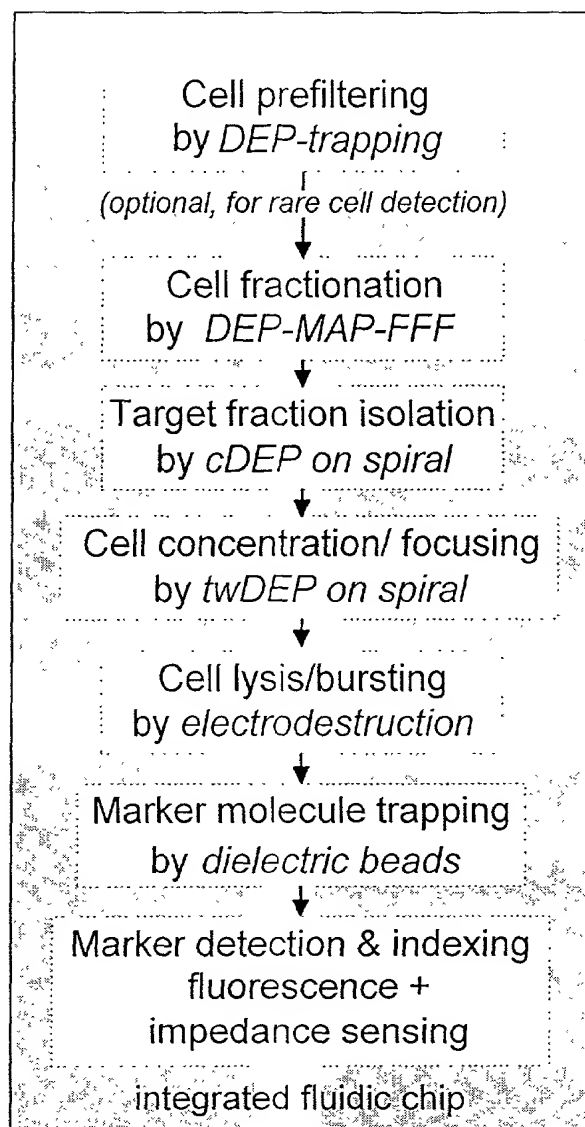 Cell prefiltering
by DEP-trapping
(optional, for rare cell detection)
Cell fractionation
by DEP-MAP-FFF
Target fraction isolation
by cDEP on spiral
Cell concentration/ focusing
by twDEP on spiral
Cell lysis/bursting
by electrodestruction
Marker molecule trapping
by dielectric beads
Marker detection & indexing
fluorescence +
impedance sensing
integrated fluidic chip